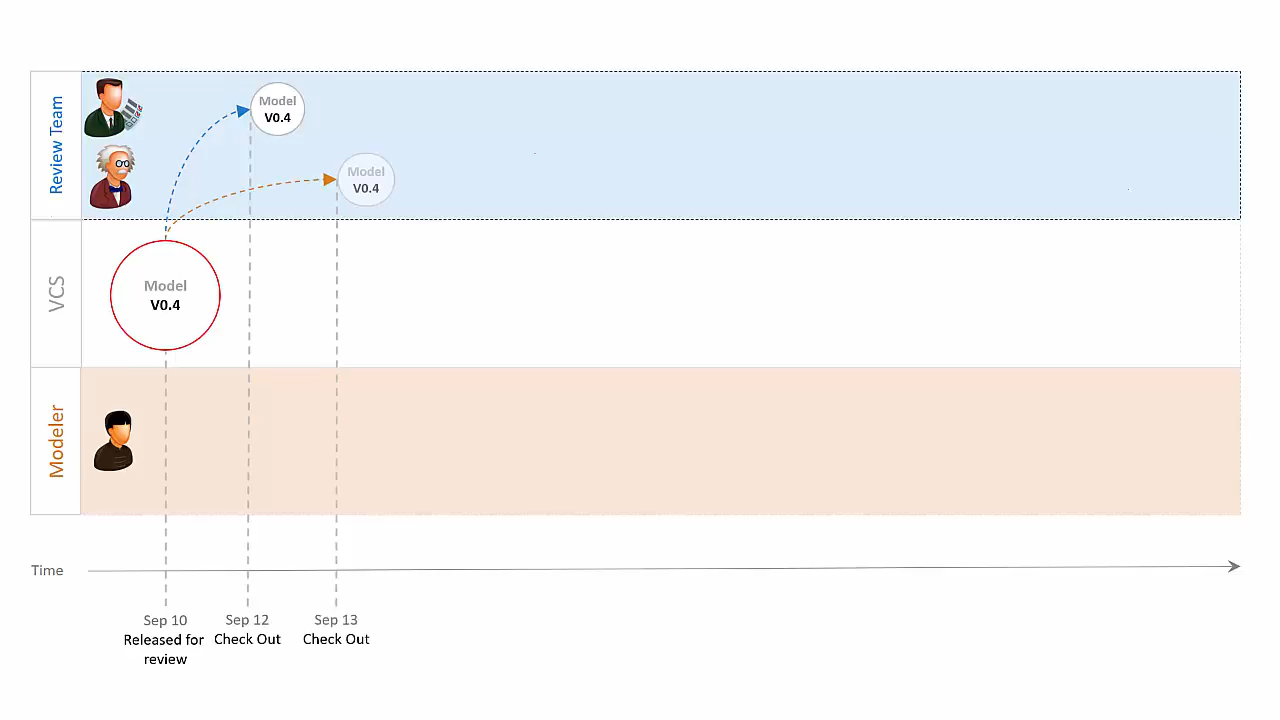 Review Team
Model
V0.4
Model
V0.4
VCS
Model
V0.4
Modeler
Time
Sep 10
Released for
review
Sep 12
Check Out
Sep 13
Check Out